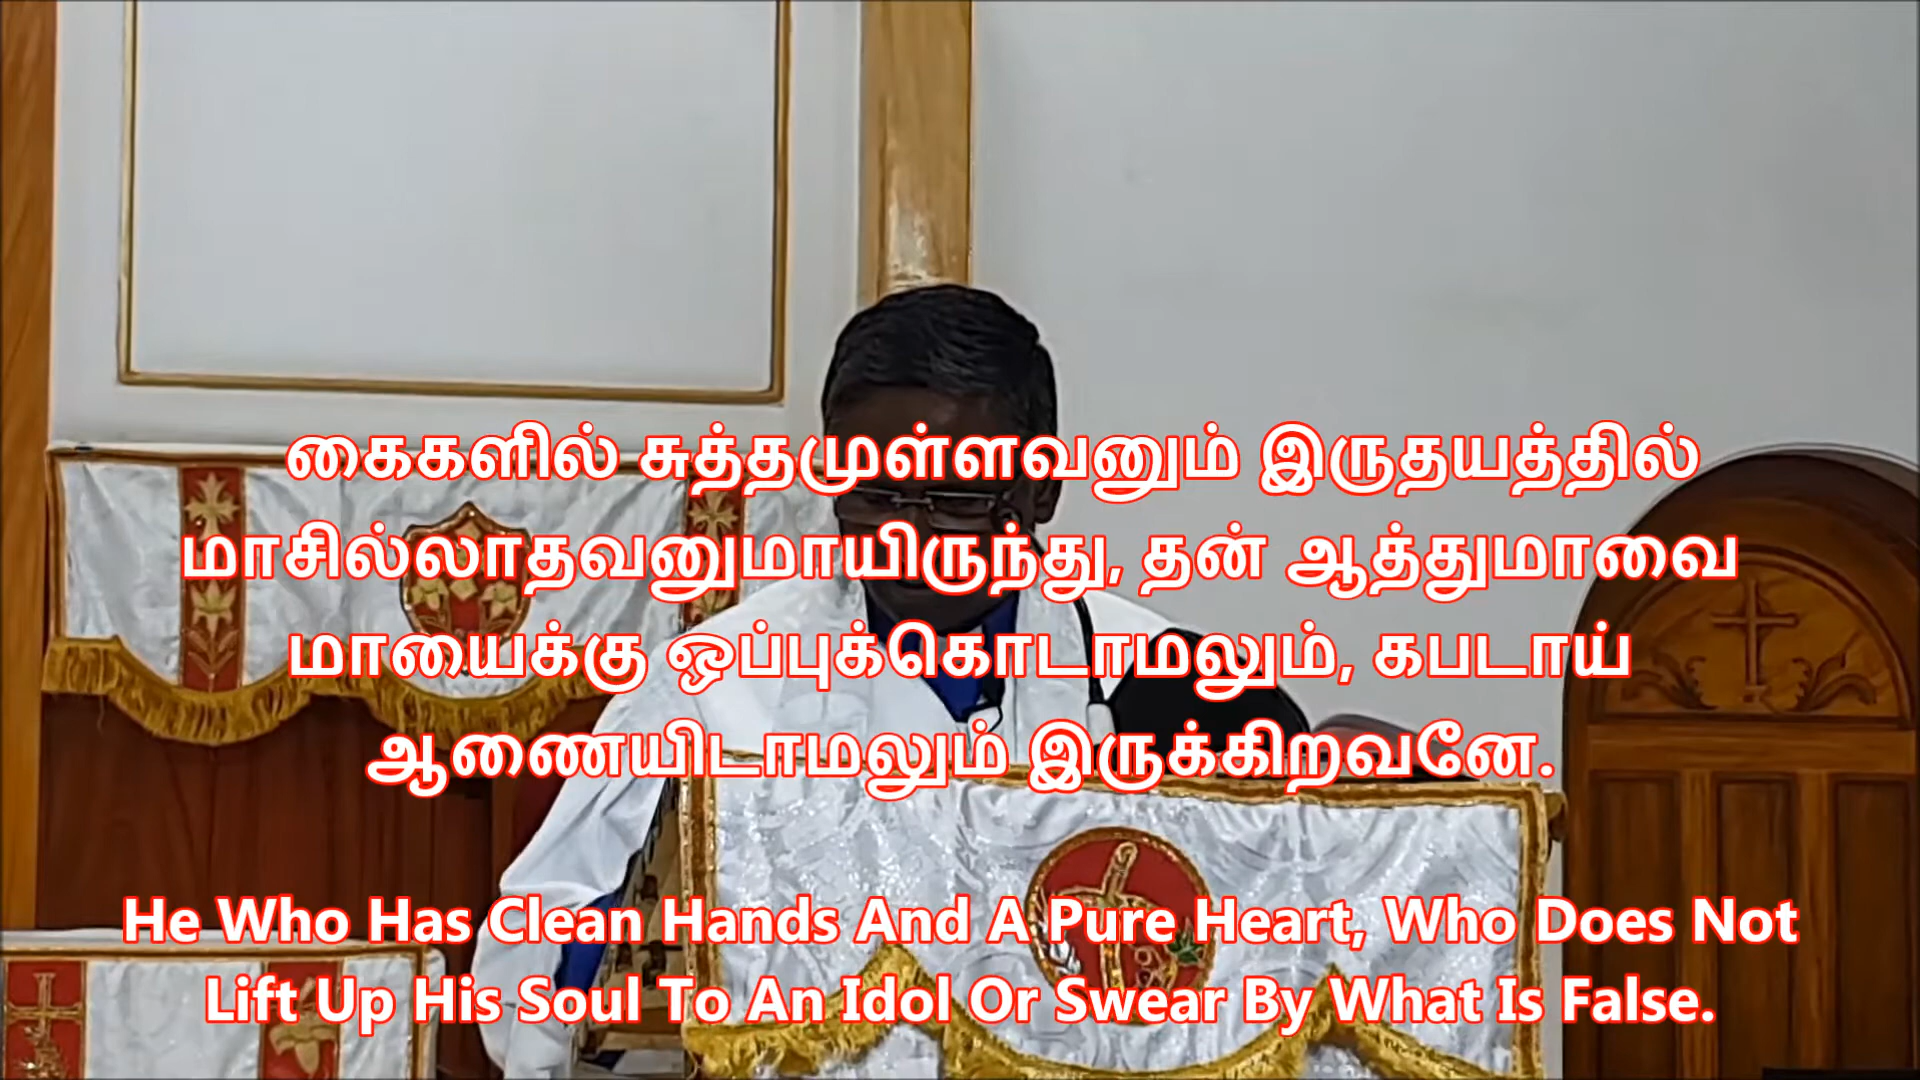 கைகளில் சுத்தமுள்ளவனும் இருதயத்தில்
மாசில்லாதவனுமாயிருந்து, தன் ஆத்துமாவை
மாயைக்கு ஒப்புக்கொடாமலும், கபடாய்
ஆணையிடாமலும் இருக்கிறவனே.
He Who Has Clean Hands And A Pure Heart, Who Does Not
Lift Up His Soul To An Idol Or Swear By What Is False.